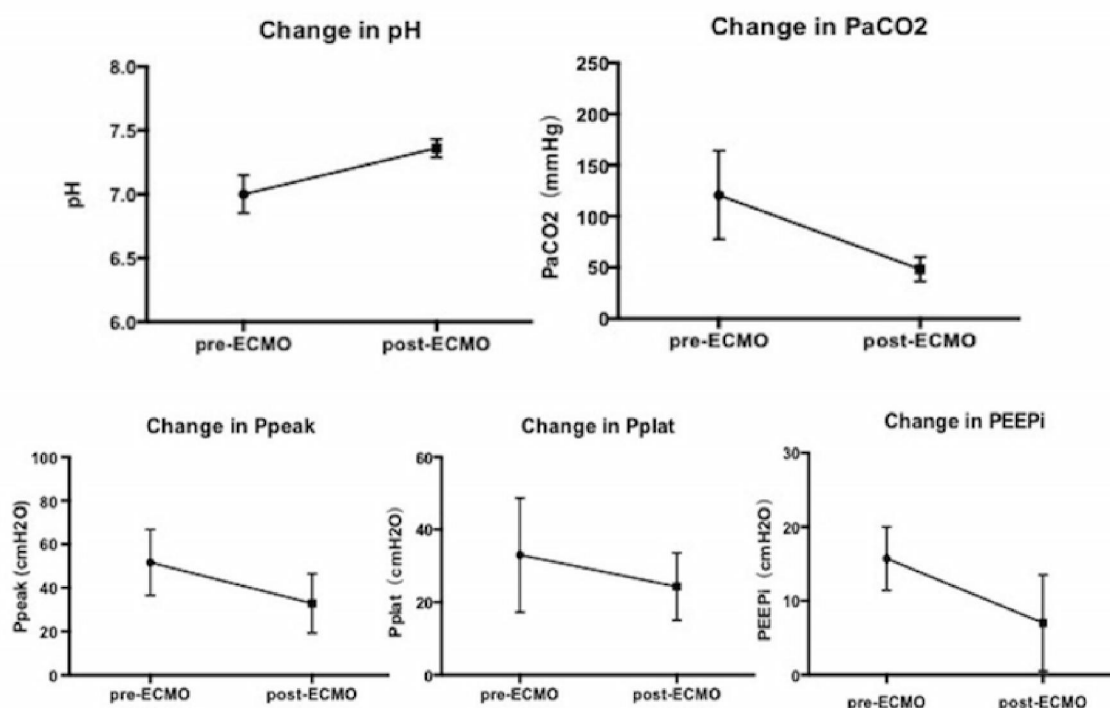 Change in pH
pH
8.0
7.5
7.0
6.5
6.0
pre-ECMO post-ECMO
Change in PaCO2
PaCO2 (mmHg)
250
200
150
100
50
0
pre-ECMO post-ECMO
Change in Ppeak
Ppeak (cmH2O)
100
80
60
40
20
0
pre-ECMO post-ECMO
Change in Pplat
Pplat (cmH2O)
60
40
20
0
pre-ECMO post-ECMO
Change in PEEPi
PEEPi (cmH2O)
30
20
10
0
pre-ECMO post-ECMO